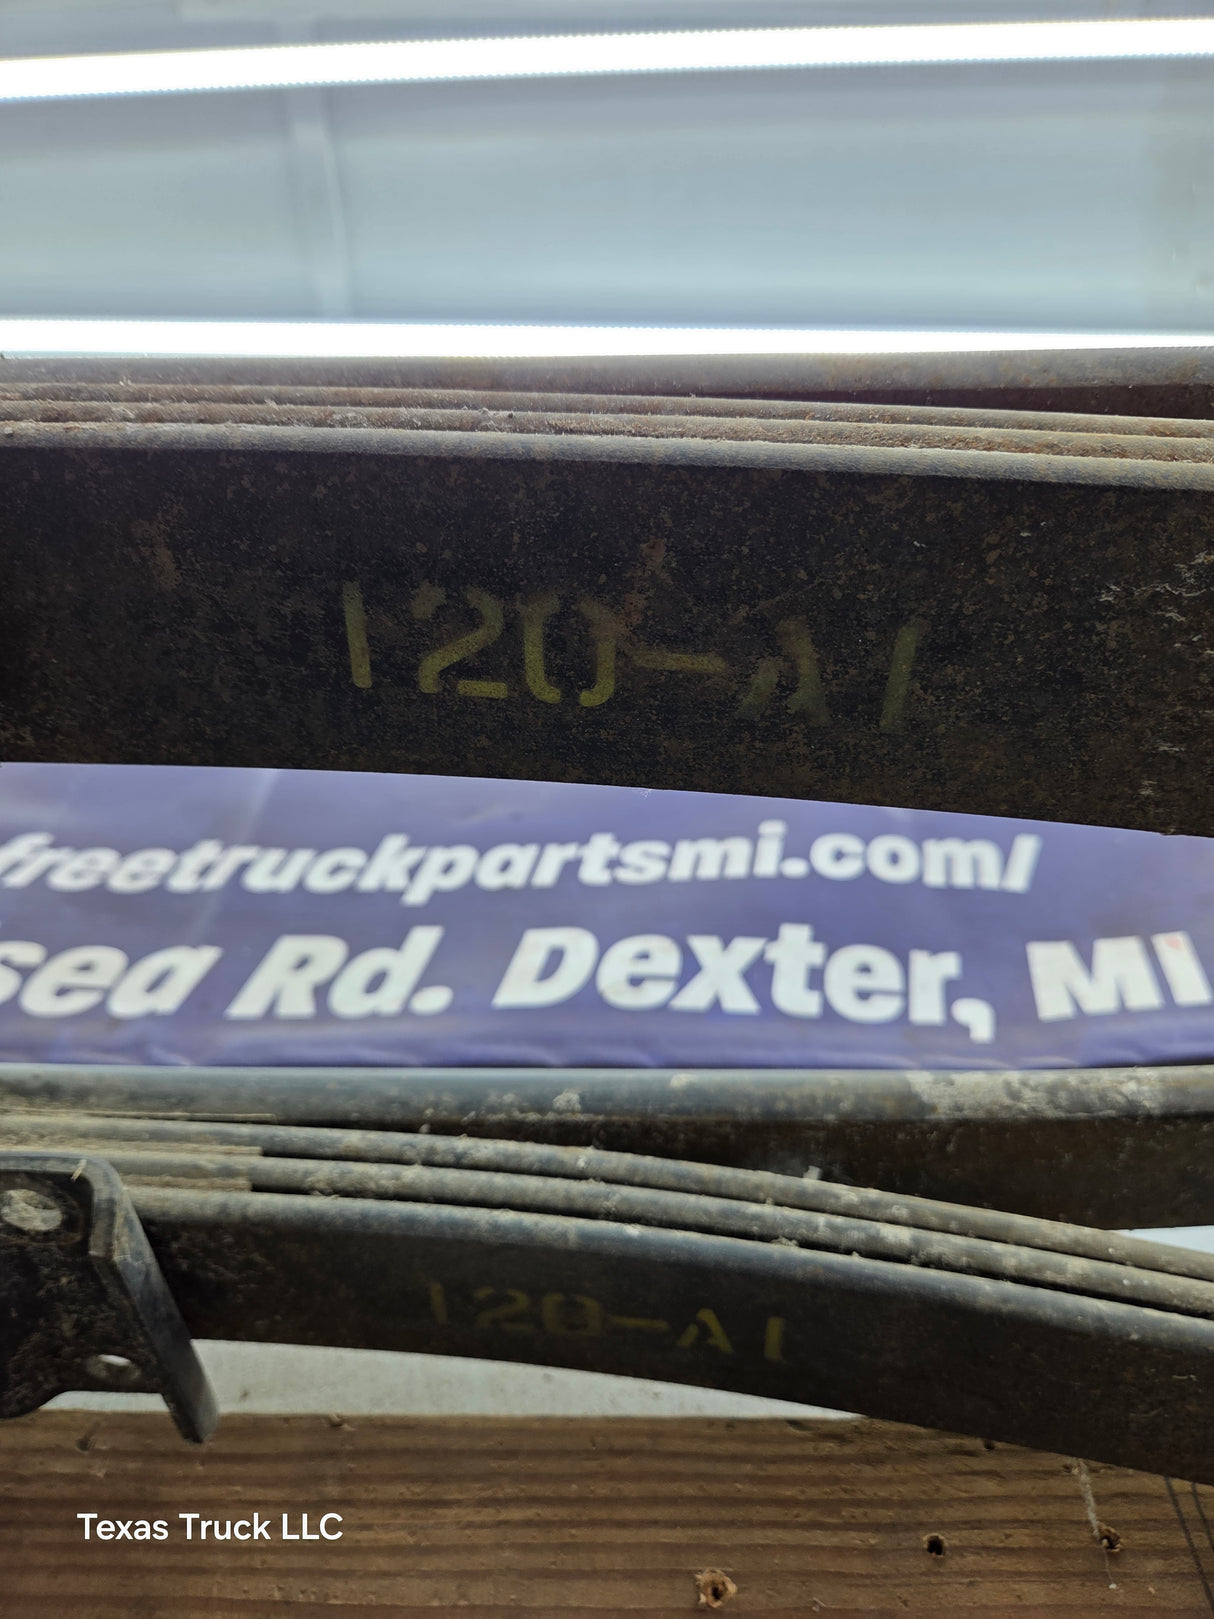 120-A1
freetruckpartsmi.com/
sea Rd. Dexter, MI
120-A1
Texas Truck LLC